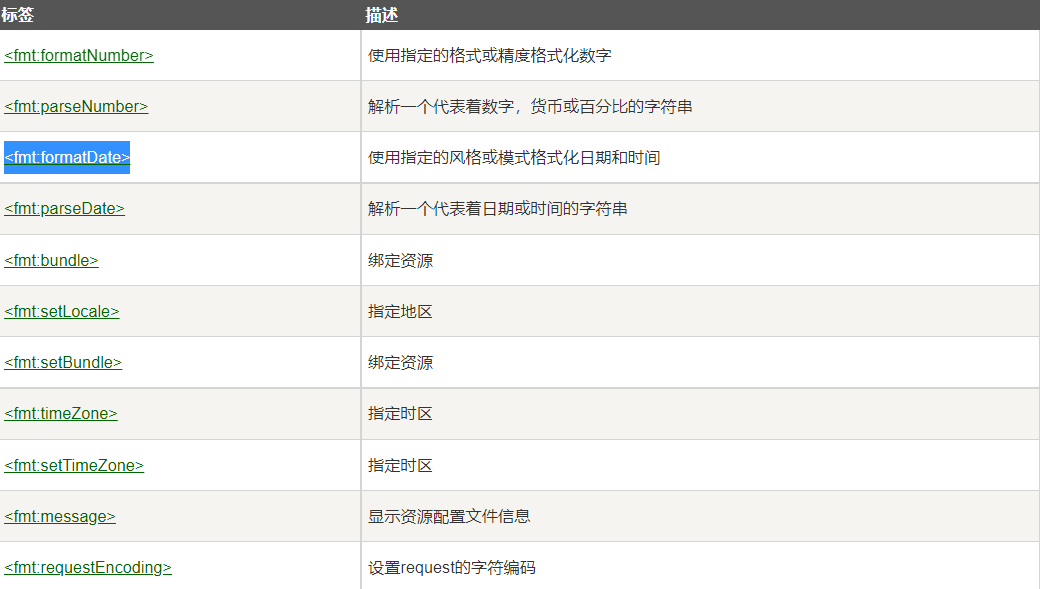 标签 描述
<fmt:formatNumber> 使用指定的格式或精度格式化数字
<fmt:parseNumber> 解析一个代表着数字，货币或百分比的字符串
<fmt:formatDate> 使用指定的风格或模式格式化日期和时间
<fmt:parseDate> 解析一个代表着日期或时间的字符串
<fmt:bundle> 绑定资源
<fmt:setLocale> 指定地区
<fmt:setBundle> 绑定资源
<fmt:timeZone> 指定时区
<fmt:setTimeZone> 指定时区
<fmt:message> 显示资源配置文件信息
<fmt:requestEncoding> 设置request的字符编码